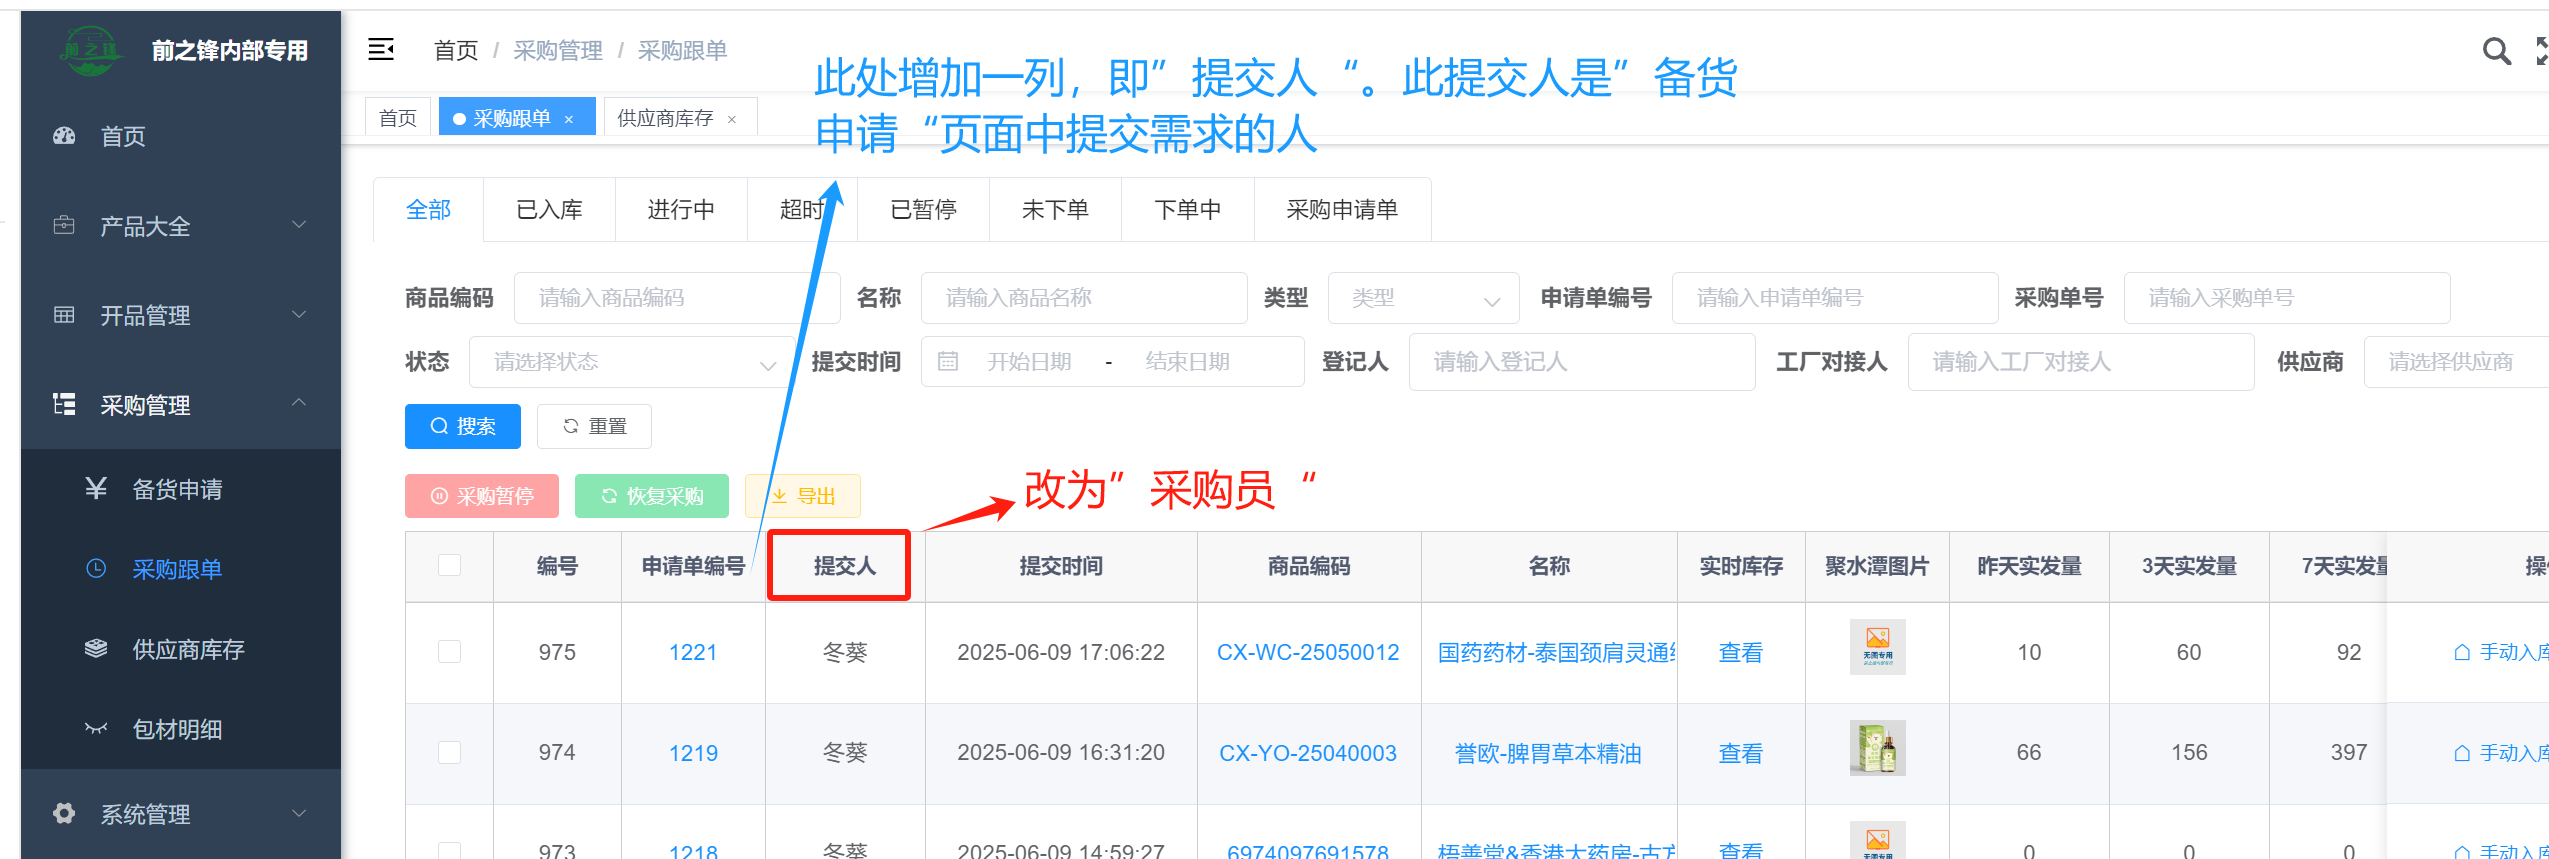 前之锋
前之锋内部专用
首页 / 采购管理 / 采购跟单
此处增加一列，即”提交人“。此提交人是”备货
申请“页面中提交需求的人
首页
采购跟单 ×
供应商库存 ×
首页
产品大全
开品管理
采购管理
备货申请
采购跟单
供应商库存
包材明细
系统管理
全部 已入库 进行中 超时 已暂停 未下单 下单中 采购申请单
商品编码 请输入商品编码 名称 请输入商品名称 类型 类型 申请单编号 请输入申请单编号 采购单号 请输入采购单号
状态 请选择状态 提交时间 开始日期 - 结束日期 登记人 请输入登记人 工厂对接人 请输入工厂对接人 供应商 请选择供应商
搜索 重置
采购暂停 恢复采购 导出
改为”采购员“
编号 申请单编号 提交人 提交时间 商品编码 名称 实时库存 聚水潭图片 昨天实发量 3天实发量 7天实发量
975 1221 冬葵 2025-06-09 17:06:22 CX-WC-25050012 国药药材-泰国颈肩灵通 查看 无图专用 10 60 92 手动入库
974 1219 冬葵 2025-06-09 16:31:20 CX-YO-25040003 誉欧-脾胃草本精油 查看 66 156 397 手动入库
973 1218 冬葵 2025-06-09 14:59:27 6974097691578 梧善堂&香港大药房-古方 查看 无图专用 0 0 0 手动入库